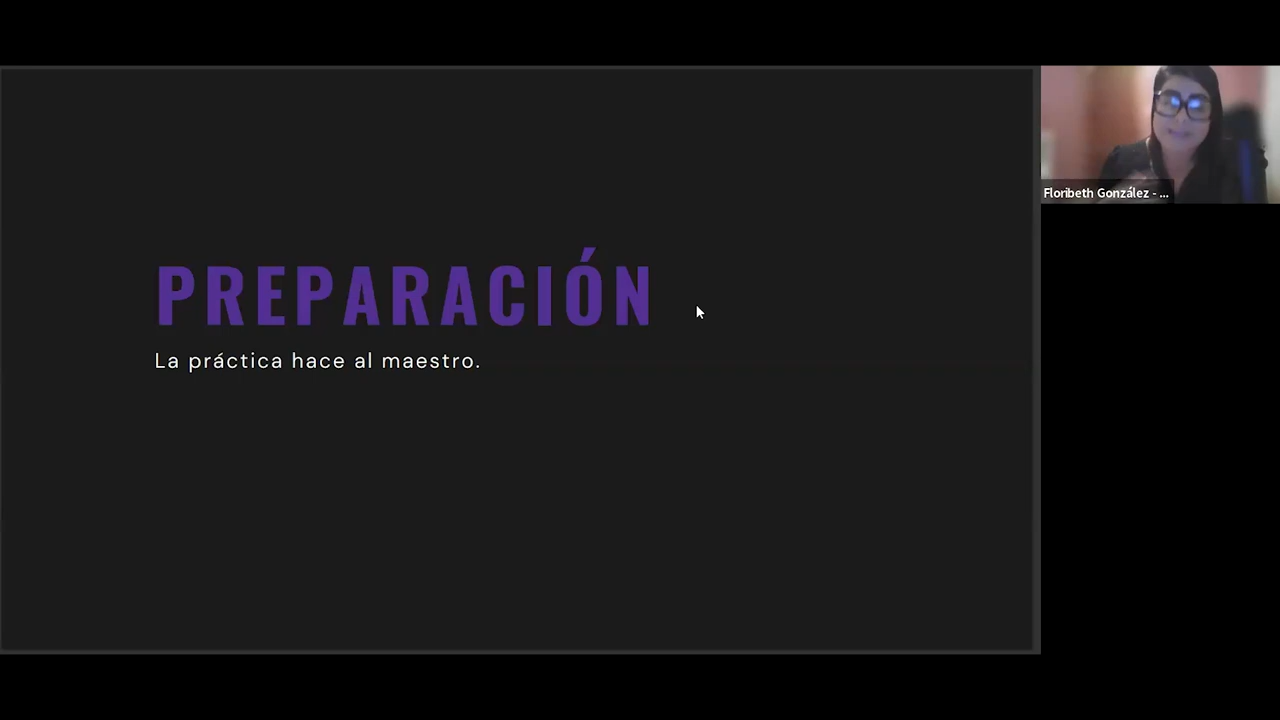 PREPARACIÓN
La práctica hace al maestro.
Floribeth González - ...